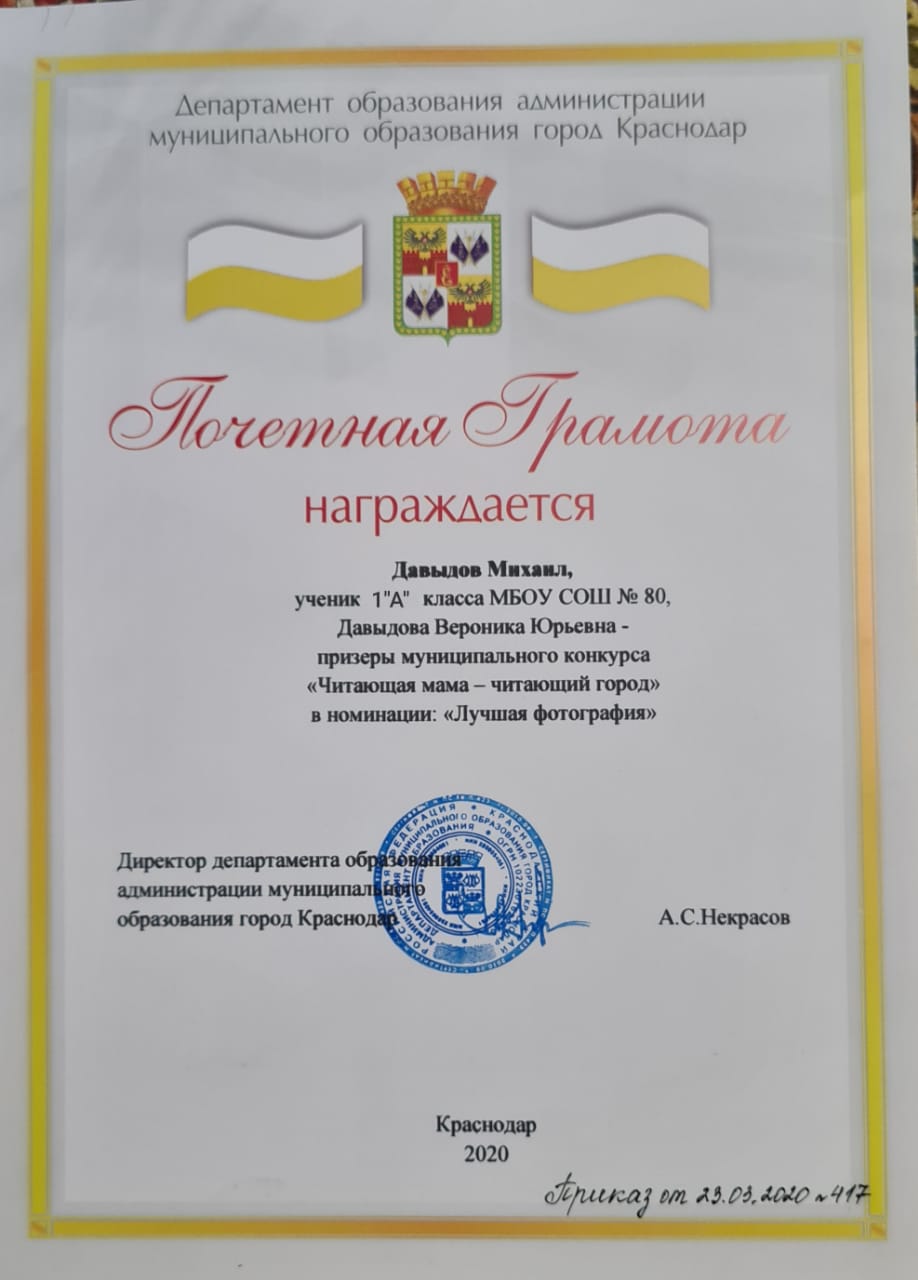 Департамент образования администрации
муниципального образования город Краснодар
Почетная Грамота
награждается
Давыдов Михаил,
ученик 1"А" класса МБОУ СОШ № 80,
Давыдова Вероника Юрьевна -
призеры муниципального конкурса
«Читающая мама – читающий город»
в номинации: «Лучшая фотография»
Директор департамента образования
администрации муниципального
образования город Краснодар
А.С.Некрасов
Краснодар
2020
Приказ от 23.03.2020 № 417